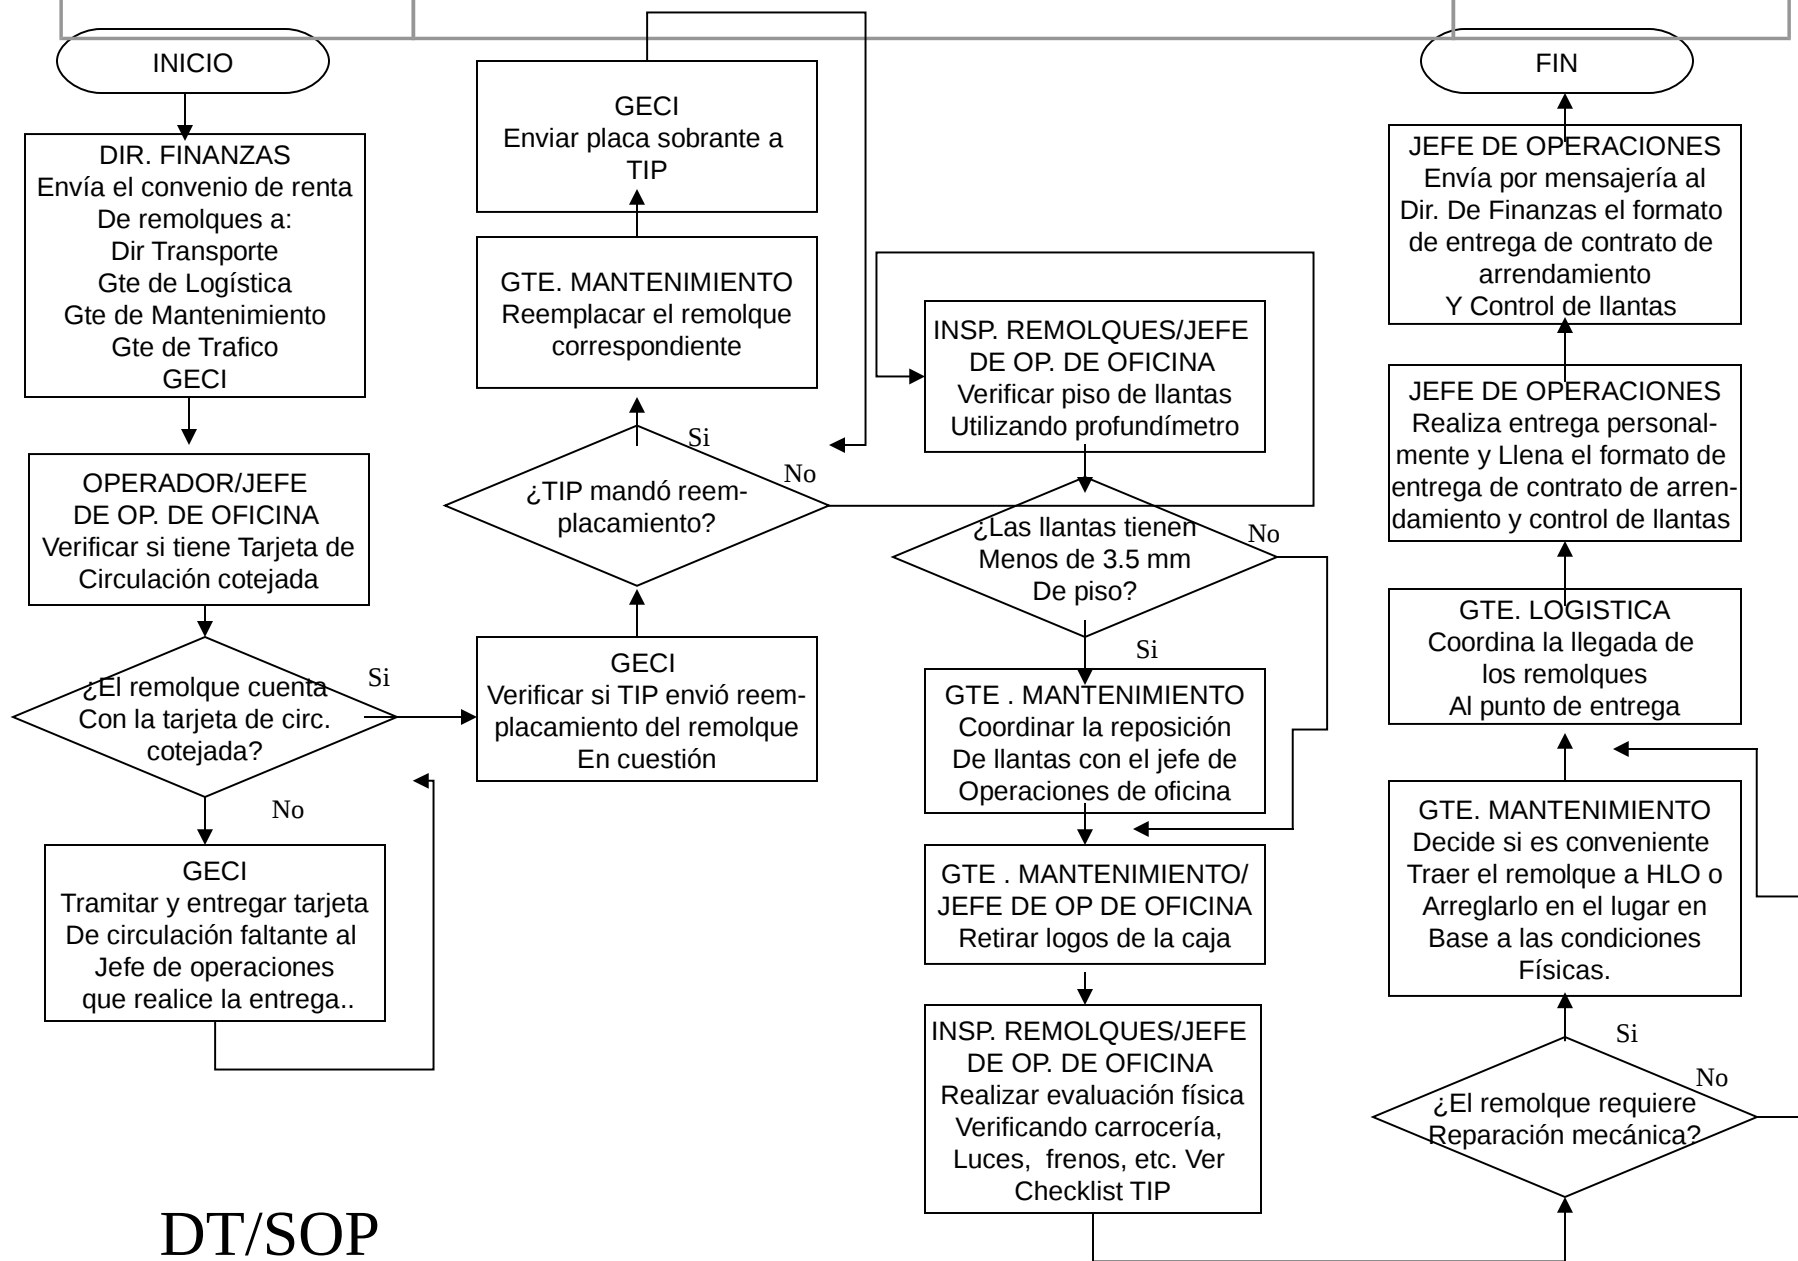 INICIO
DIR. FINANZAS
Envía el convenio de renta
De remolques a:
Dir Transporte
Gte de Logística
Gte de Mantenimiento
Gte de Trafico
GECI
OPERADOR/JEFE
DE OP. DE OFICINA
Verificar si tiene Tarjeta de
Circulación cotejada
¿El remolque cuenta
Con la tarjeta de circ.
cotejada?
Si
No
GECI
Tramitar y entregar tarjeta
De circulación faltante al
Jefe de operaciones
que realice la entrega..
DT/SOP
GECI
Enviar placa sobrante a
TIP
GTE. MANTENIMIENTO
Reemplacar el remolque
correspondiente
Si
No
¿TIP mandó reem-
placamiento?
GECI
Verificar si TIP envió reem-
placamiento del remolque
En cuestión
INSP. REMOLQUES/JEFE
DE OP. DE OFICINA
Verificar piso de llantas
Utilizando profundímetro
¿Las llantas tienen
Menos de 3.5 mm
De piso?
No
Si
GTE . MANTENIMIENTO
Coordinar la reposición
De llantas con el jefe de
Operaciones de oficina
GTE . MANTENIMIENTO/
JEFE DE OP DE OFICINA
Retirar logos de la caja
INSP. REMOLQUES/JEFE
DE OP. DE OFICINA
Realizar evaluación física
Verificando carrocería,
Luces,  frenos, etc. Ver
Checklist TIP
FIN
JEFE DE OPERACIONES
Envía por mensajería al
Dir. De Finanzas el formato
de entrega de contrato de
arrendamiento
Y Control de llantas
JEFE DE OPERACIONES
Realiza entrega personal-
mente y Llena el formato de
entrega de contrato de arren-
damiento y control de llantas
GTE. LOGISTICA
Coordina la llegada de
los remolques
Al punto de entrega
GTE. MANTENIMIENTO
Decide si es conveniente
Traer el remolque a HLO o
Arreglarlo en el lugar en
Base a las condiciones
Físicas.
Si
No
¿El remolque requiere
Reparación mecánica?